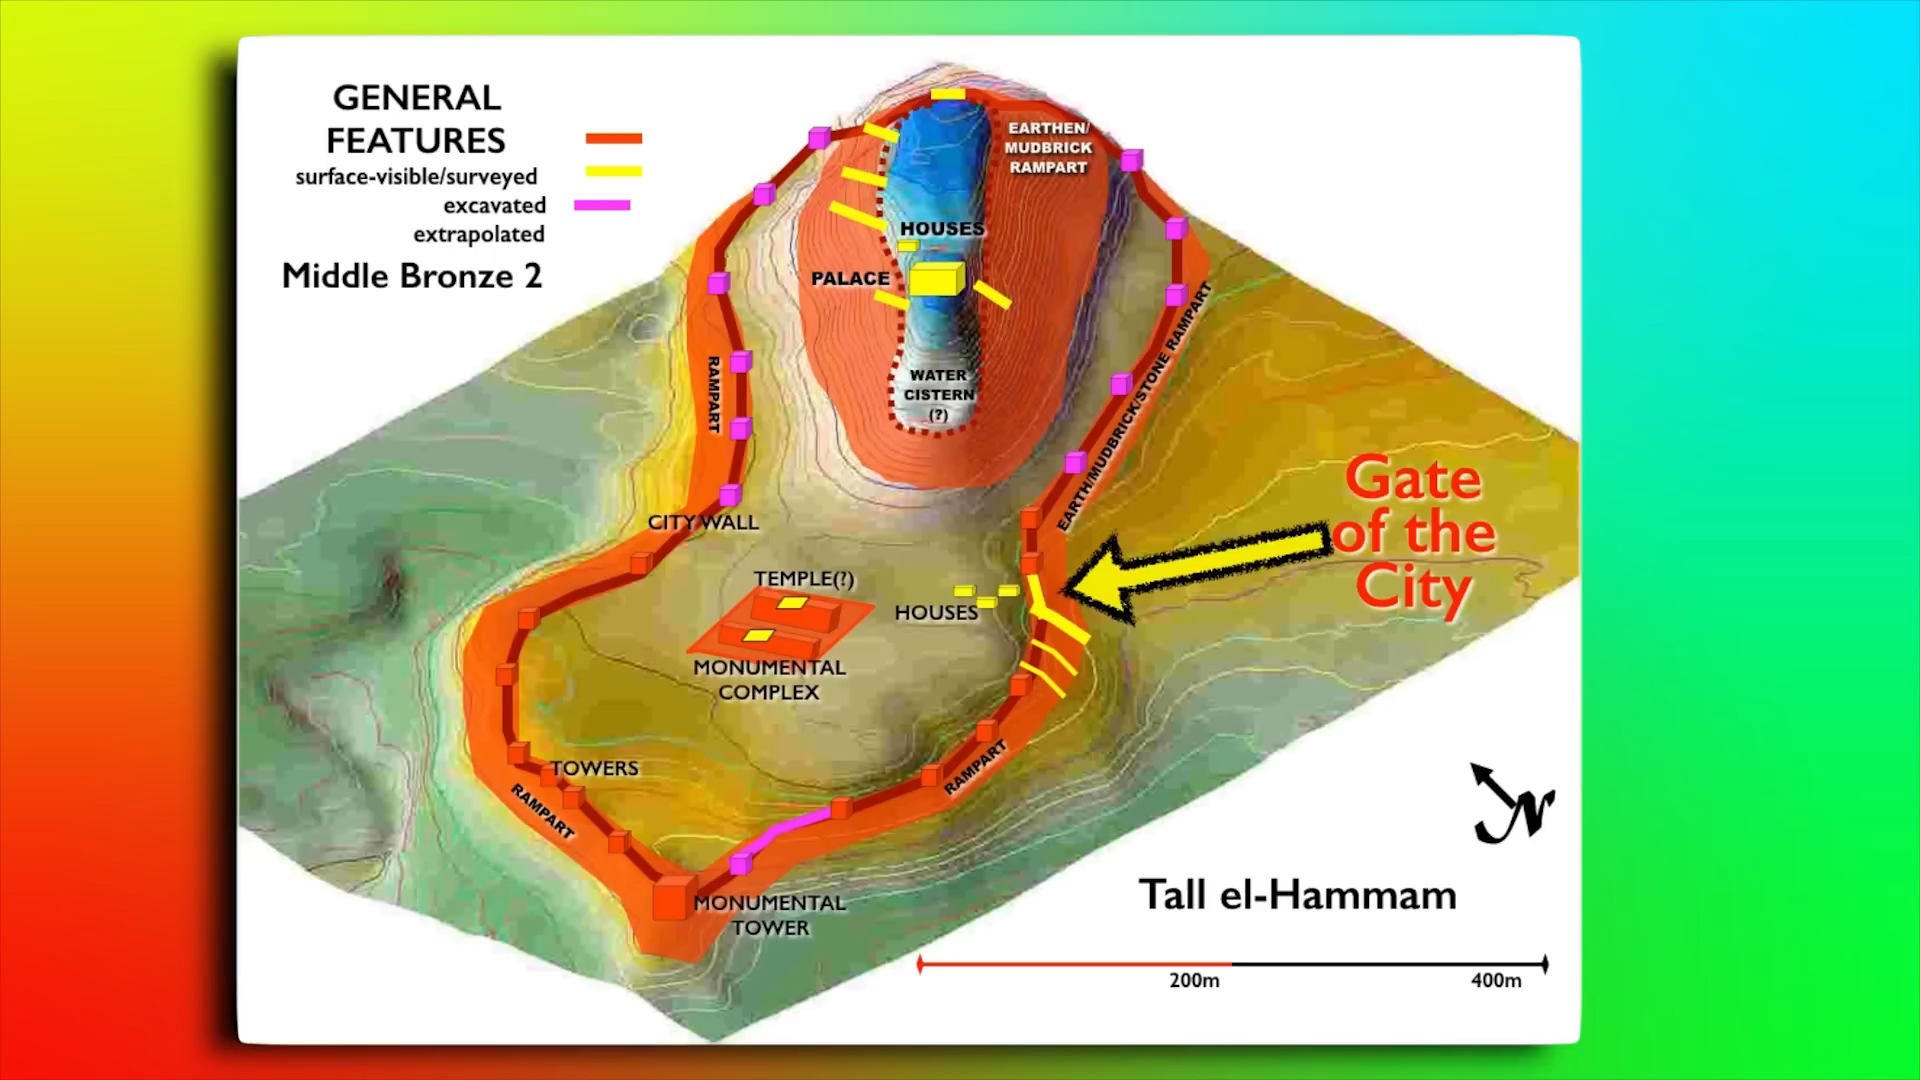 GENERAL
FEATURES
surface-visible/surveyed
excavated
extrapolated
Middle Bronze 2
EARTHEN/
MUDBRICK
RAMPART
HOUSES
PALACE
WATER
CISTERN
(?)
RAMPART
EARTH/MUDBRICK/STONE RAMPART
Gate
of the
City
CITY WALL
TEMPLE(?)
HOUSES
MONUMENTAL
COMPLEX
TOWERS
RAMPART
RAMPART
MONUMENTAL
TOWER
N
Tall el-Hammam
200m
400m